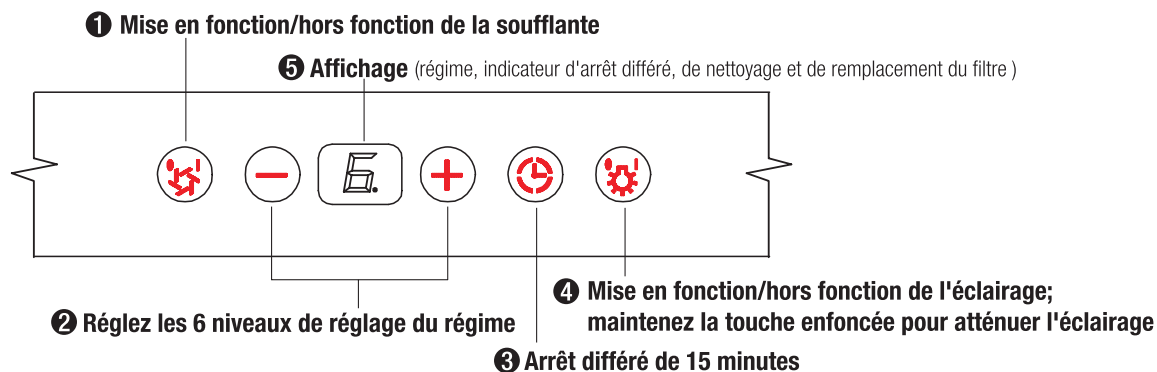 ❶ Mise en fonction/hors fonction de la soufflante
❺ Affichage (régime, indicateur d'arrêt différé, de nettoyage et de remplacement du filtre )
6.
❷ Réglez les 6 niveaux de réglage du régime
❹ Mise en fonction/hors fonction de l'éclairage;
maintenez la touche enfoncée pour atténuer l'éclairage
❸ Arrêt différé de 15 minutes